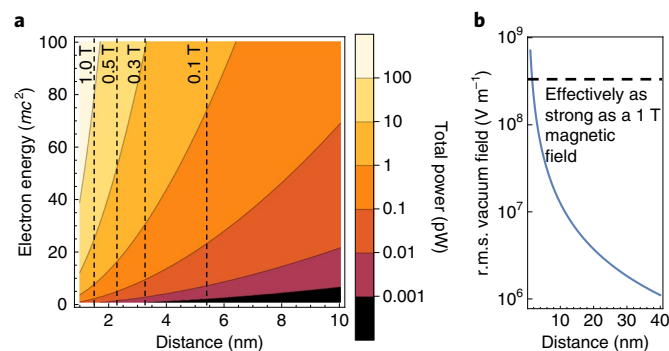 a
Electron energy (mc²)
100
80
60
40
20
0
1.0 T
0.5 T
0.3 T
0.1 T
2
4
6
8
10
Distance (nm)
100
10
1
0.1
0.01
0.001
Total power (pW)
b
r.m.s. vacuum field (V m⁻¹)
10⁹
10⁸
10⁷
10⁶
Effectively as
strong as a 1 T
magnetic
field
10
20
30
40
Distance (nm)